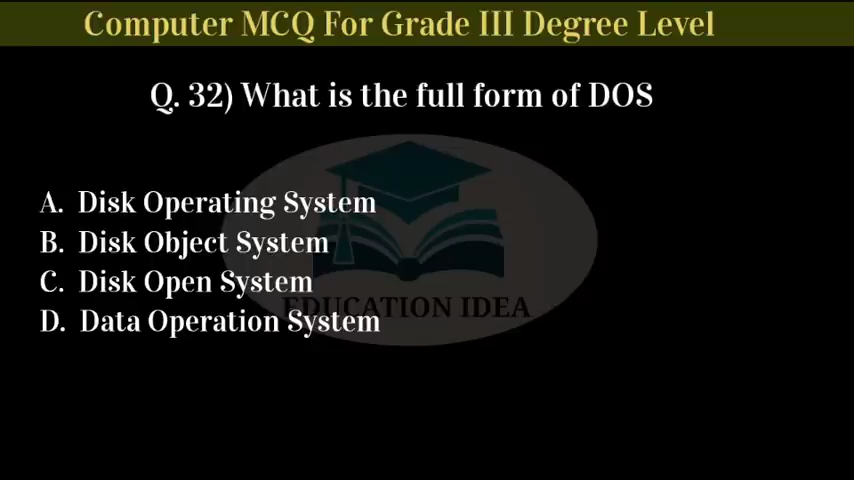 Computer MCQ For Grade III Degree Level
Q. 32) What is the full form of DOS
A. Disk Operating System
B. Disk Object System
C. Disk Open System
EDUCATION IDEA
D. Data Operation System